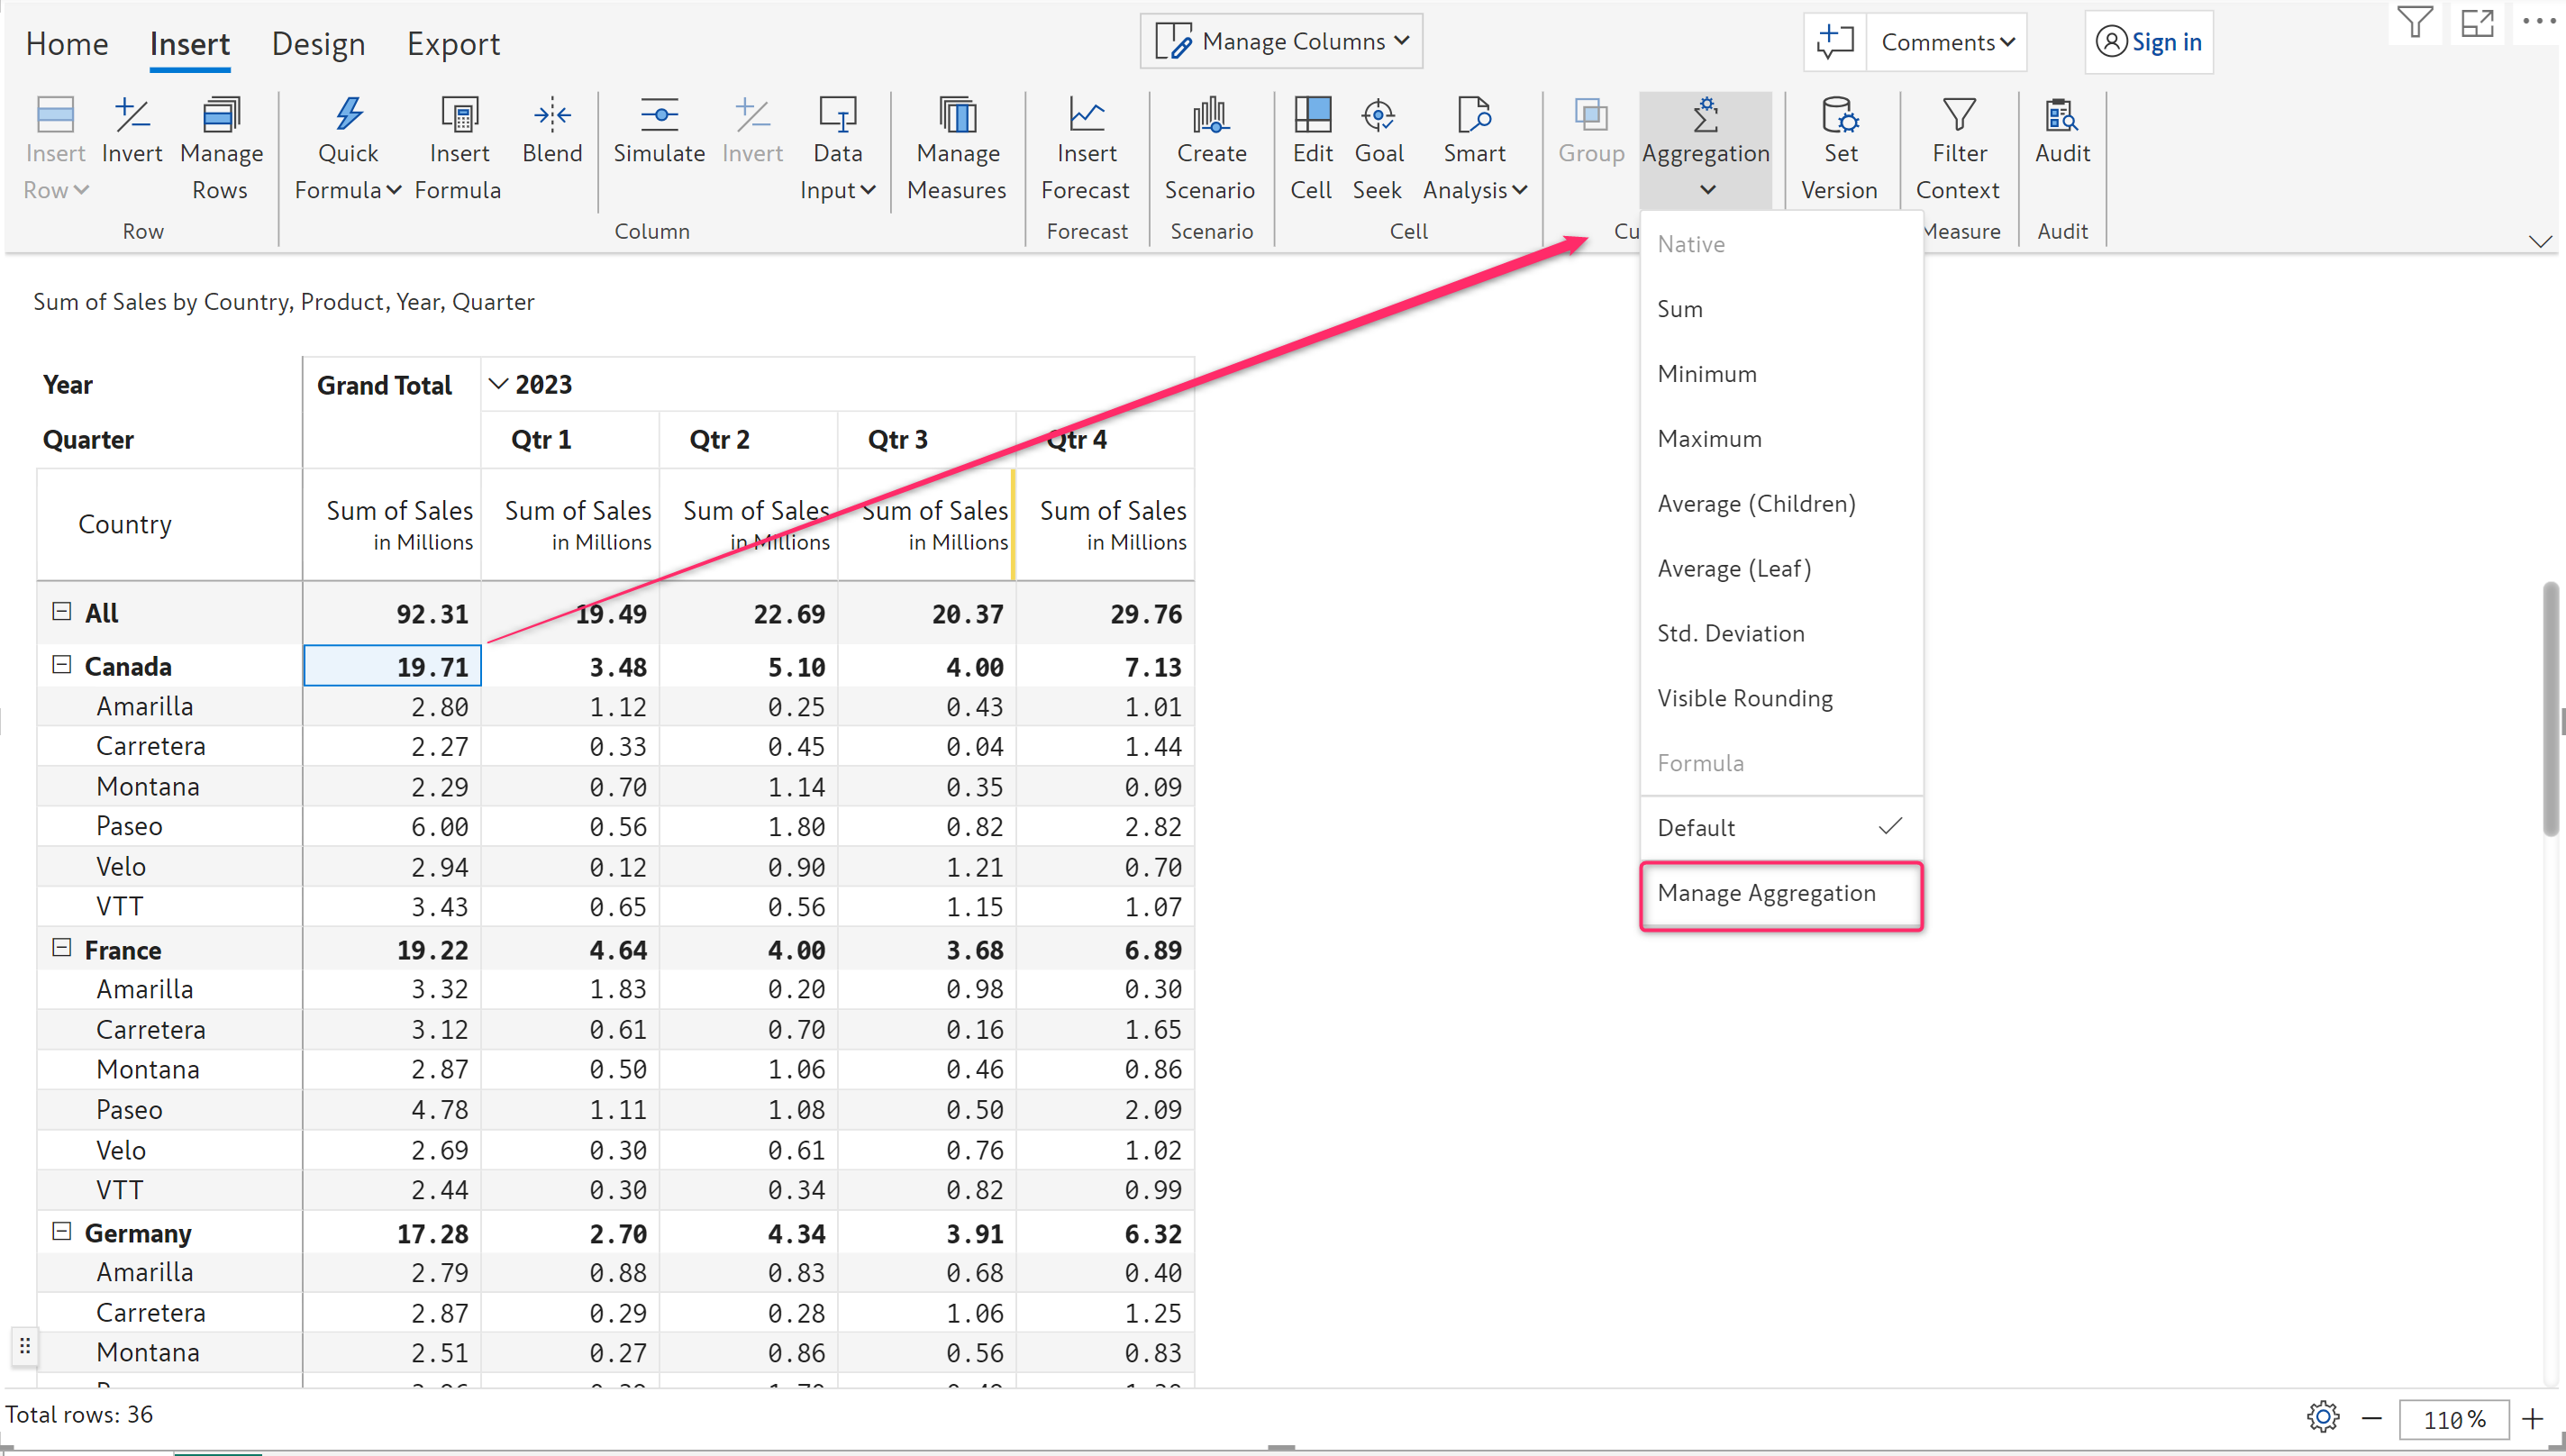 Home Insert Design Export Manage Columns Comments Sign in
Insert Row Invert Manage Rows Quick Formula Insert Formula Blend Simulate Invert Data Input Manage Measures Insert Forecast Create Scenario Edit Cell Goal Seek Smart Analysis Group Aggregation Set Version Filter Context Audit
Row Column Forecast Scenario Cell Cu Measure Audit
Native
Sum
Minimum
Maximum
Average (Children)
Average (Leaf)
Std. Deviation
Visible Rounding
Formula
Default
Manage Aggregation
Sum of Sales by Country, Product, Year, Quarter
Year Grand Total 2023
Quarter Qtr 1 Qtr 2 Qtr 3 Qtr 4
Country Sum of Sales Sum of Sales Sum of Sales Sum of Sales Sum of Sales
in Millions in Millions in Millions in Millions in Millions
All 92.31 19.49 22.69 20.37 29.76
Canada 19.71 3.48 5.10 4.00 7.13
Amarilla 2.80 1.12 0.25 0.43 1.01
Carretera 2.27 0.33 0.45 0.04 1.44
Montana 2.29 0.70 1.14 0.35 0.09
Paseo 6.00 0.56 1.80 0.82 2.82
Velo 2.94 0.12 0.90 1.21 0.70
VTT 3.43 0.65 0.56 1.15 1.07
France 19.22 4.64 4.00 3.68 6.89
Amarilla 3.32 1.83 0.20 0.98 0.30
Carretera 3.12 0.61 0.70 0.16 1.65
Montana 2.87 0.50 1.06 0.46 0.86
Paseo 4.78 1.11 1.08 0.50 2.09
Velo 2.69 0.30 0.61 0.76 1.02
VTT 2.44 0.30 0.34 0.82 0.99
Germany 17.28 2.70 4.34 3.91 6.32
Amarilla 2.79 0.88 0.83 0.68 0.40
Carretera 2.87 0.29 0.28 1.06 1.25
Montana 2.51 0.27 0.86 0.56 0.83
Total rows: 36 110 %